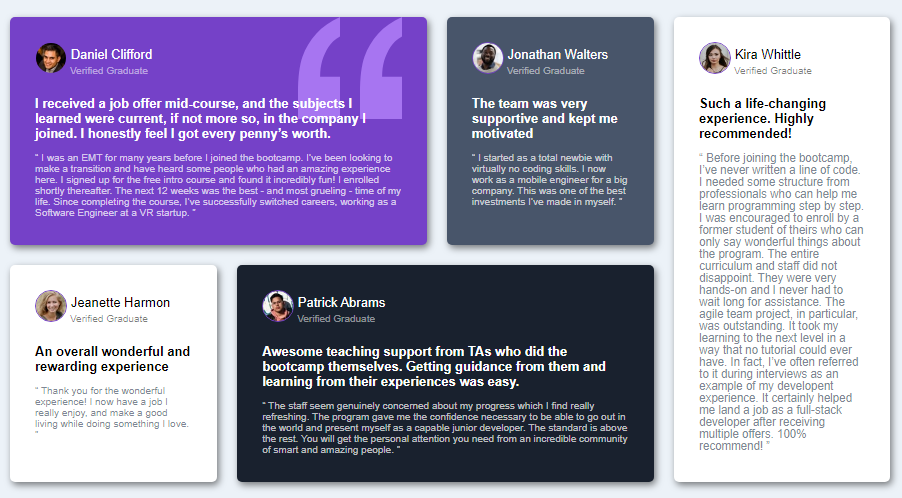 Daniel Clifford
Verified Graduate
I received a job offer mid-course, and the subjects I
learned were current, if not more so, in the company I
joined. I honestly feel I got every penny’s worth.
“ I was an EMT for many years before I joined the bootcamp. I’ve been looking to
make a transition and have heard some people who had an amazing experience
here. I signed up for the free intro course and found it incredibly fun! I enrolled
shortly thereafter. The next 12 weeks was the best - and most grueling - time of my
life. Since completing the course, I’ve successfully switched careers, working as a
Software Engineer at a VR startup. ”
Jonathan Walters
Verified Graduate
The team was very
supportive and kept me
motivated
“ I started as a total newbie with
virtually no coding skills. I now
work as a mobile engineer for a big
company. This was one of the best
investments I’ve made in myself. ”
Kira Whittle
Verified Graduate
Such a life-changing
experience. Highly
recommended!
“ Before joining the bootcamp,
I’ve never written a line of code.
I needed some structure from
professionals who can help me
learn programming step by step.
I was encouraged to enroll by a
former student of theirs who can
only say wonderful things about
the program. The entire
curriculum and staff did not
disappoint. They were very
hands-on and I never had to
wait long for assistance. The
agile team project, in particular,
was outstanding. It took my
learning to the next level in a
way that no tutorial could ever
have. In fact, I’ve often referred
to it during interviews as an
example of my developent
experience. It certainly helped
me land a job as a full-stack
developer after receiving
multiple offers. 100%
recommend! ”
Jeanette Harmon
Verified Graduate
An overall wonderful and
rewarding experience
“ Thank you for the wonderful
experience! I now have a job I
really enjoy, and make a good
living while doing something I love.
”
Patrick Abrams
Verified Graduate
Awesome teaching support from TAs who did the
bootcamp themselves. Getting guidance from them and
learning from their experiences was easy.
“ The staff seem genuinely concerned about my progress which I find really
refreshing. The program gave me the confidence necessary to be able to go out in
the world and present myself as a capable junior developer. The standard is above
the rest. You will get the personal attention you need from an incredible community
of smart and amazing people. ”